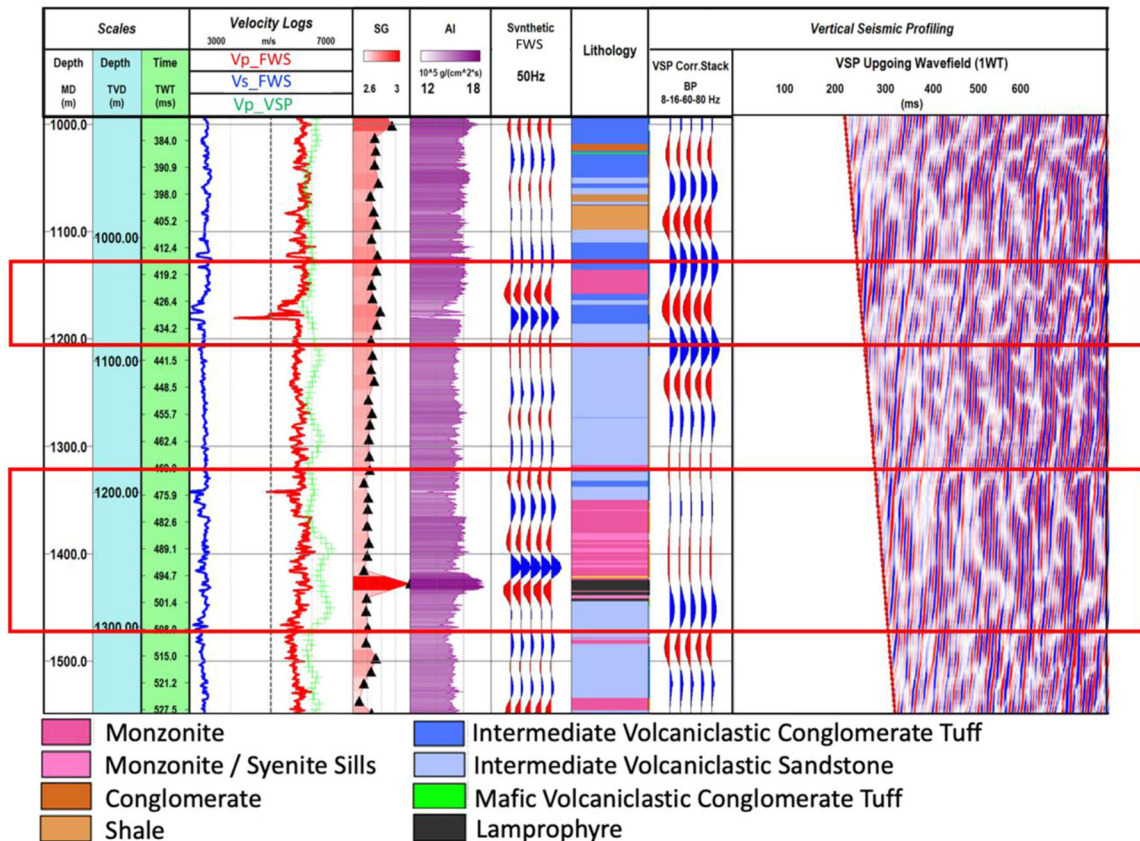 Scales
Velocity Logs
SG
AI
Synthetic
FWS
50Hz
Lithology
Vertical Seismic Profiling
3000 m/s 7000
Depth
MD
(m)
Depth
TVD
(m)
Time
TWT
(ms)
Vp_FWS
Vs_FWS
Vp_VSP
2.6 3
10^5 g/(cm^2*s)
12 18
VSP Corr.Stack
BP
8-16-60-80 Hz
VSP Upgoing Wavefield (1WT)
100 200 300 400 500 600
(ms)
1000.0
1100.0
1200.0
1300.0
1400.0
1500.0
1000.00
1100.00
1200.00
1300.00
384.0
390.9
398.0
405.2
412.4
419.2
426.4
434.2
441.5
448.5
455.7
462.4
475.9
482.6
489.1
494.7
501.4
515.0
521.2
527.5
Monzonite
Intermediate Volcaniclastic Conglomerate Tuff
Monzonite / Syenite Sills
Intermediate Volcaniclastic Sandstone
Conglomerate
Mafic Volcaniclastic Conglomerate Tuff
Shale
Lamprophyre